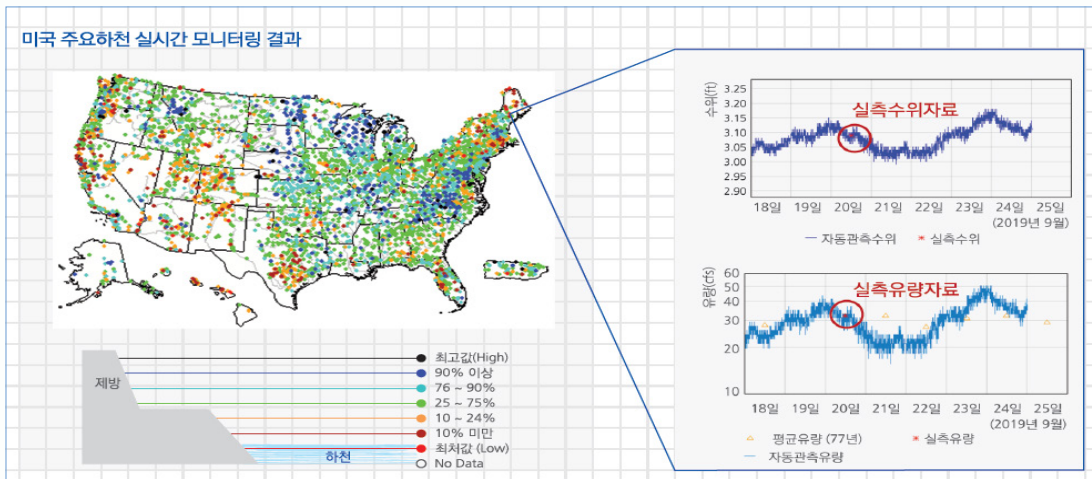 미국 주요하천 실시간 모니터링 결과
제방
하천
최고값(High)
90% 이상
76 ~ 90%
25 ~ 75%
10 ~ 24%
10% 미만
최저값 (Low)
No Data
수위(ft)
실측수위자료
3.25
3.20
3.15
3.10
3.05
3.00
2.95
2.90
18일 19일 20일 21일 22일 23일 24일 25일
(2019년 9월)
자동관측수위 실측수위
유량(cfs)
실측유량자료
60
50
40
30
20
10
18일 19일 20일 21일 22일 23일 24일 25일
(2019년 9월)
평균유량 (77년) 실측유량
자동관측유량